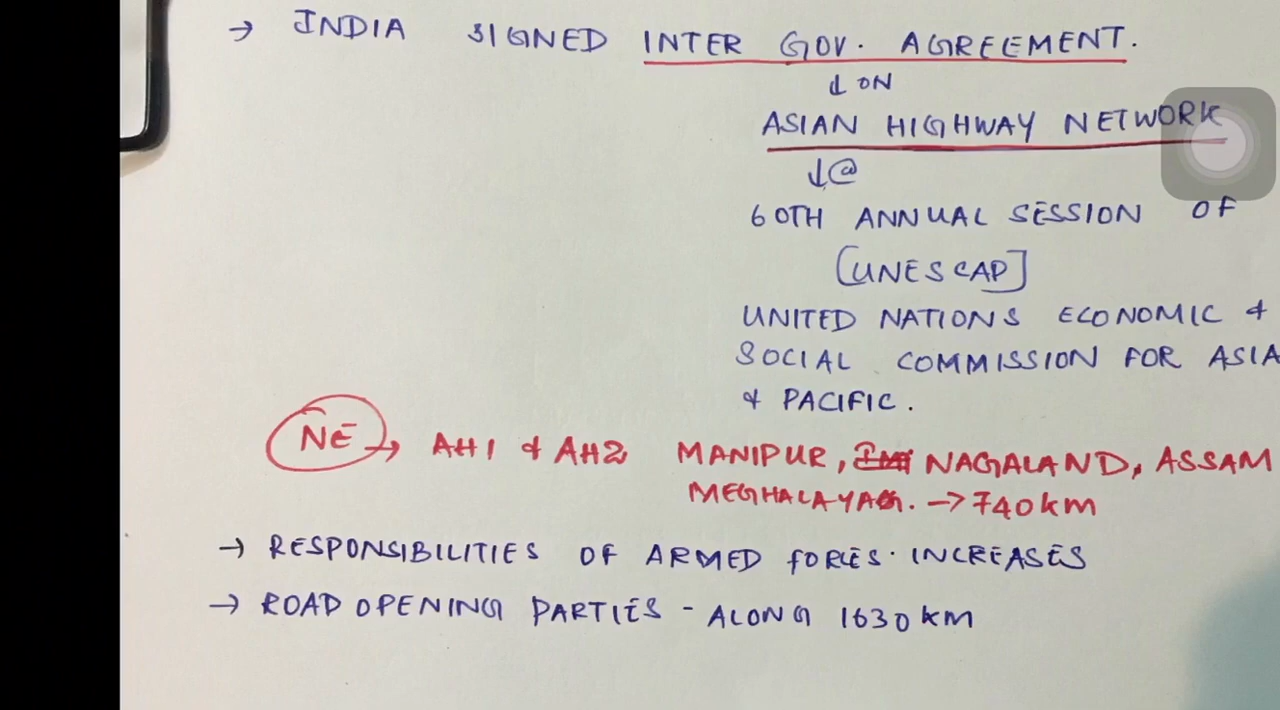 → INDIA SIGNED INTER GOV. AGREEMENT.
↓ ON
ASIAN HIGHWAY NETWORK
↓@
60TH ANNUAL SESSION OF
[UNESCAP]
UNITED NATIONS ECONOMIC &
SOCIAL COMMISSION FOR ASIA
& PACIFIC.
NE → AH1 & AH2 MANIPUR, NAGALAND, ASSAM
MEGHALAYA. → 740 km
→ RESPONSIBILITIES OF ARMED FORCES. INCREASES
→ ROAD OPENING PARTIES - ALONG 1630 km